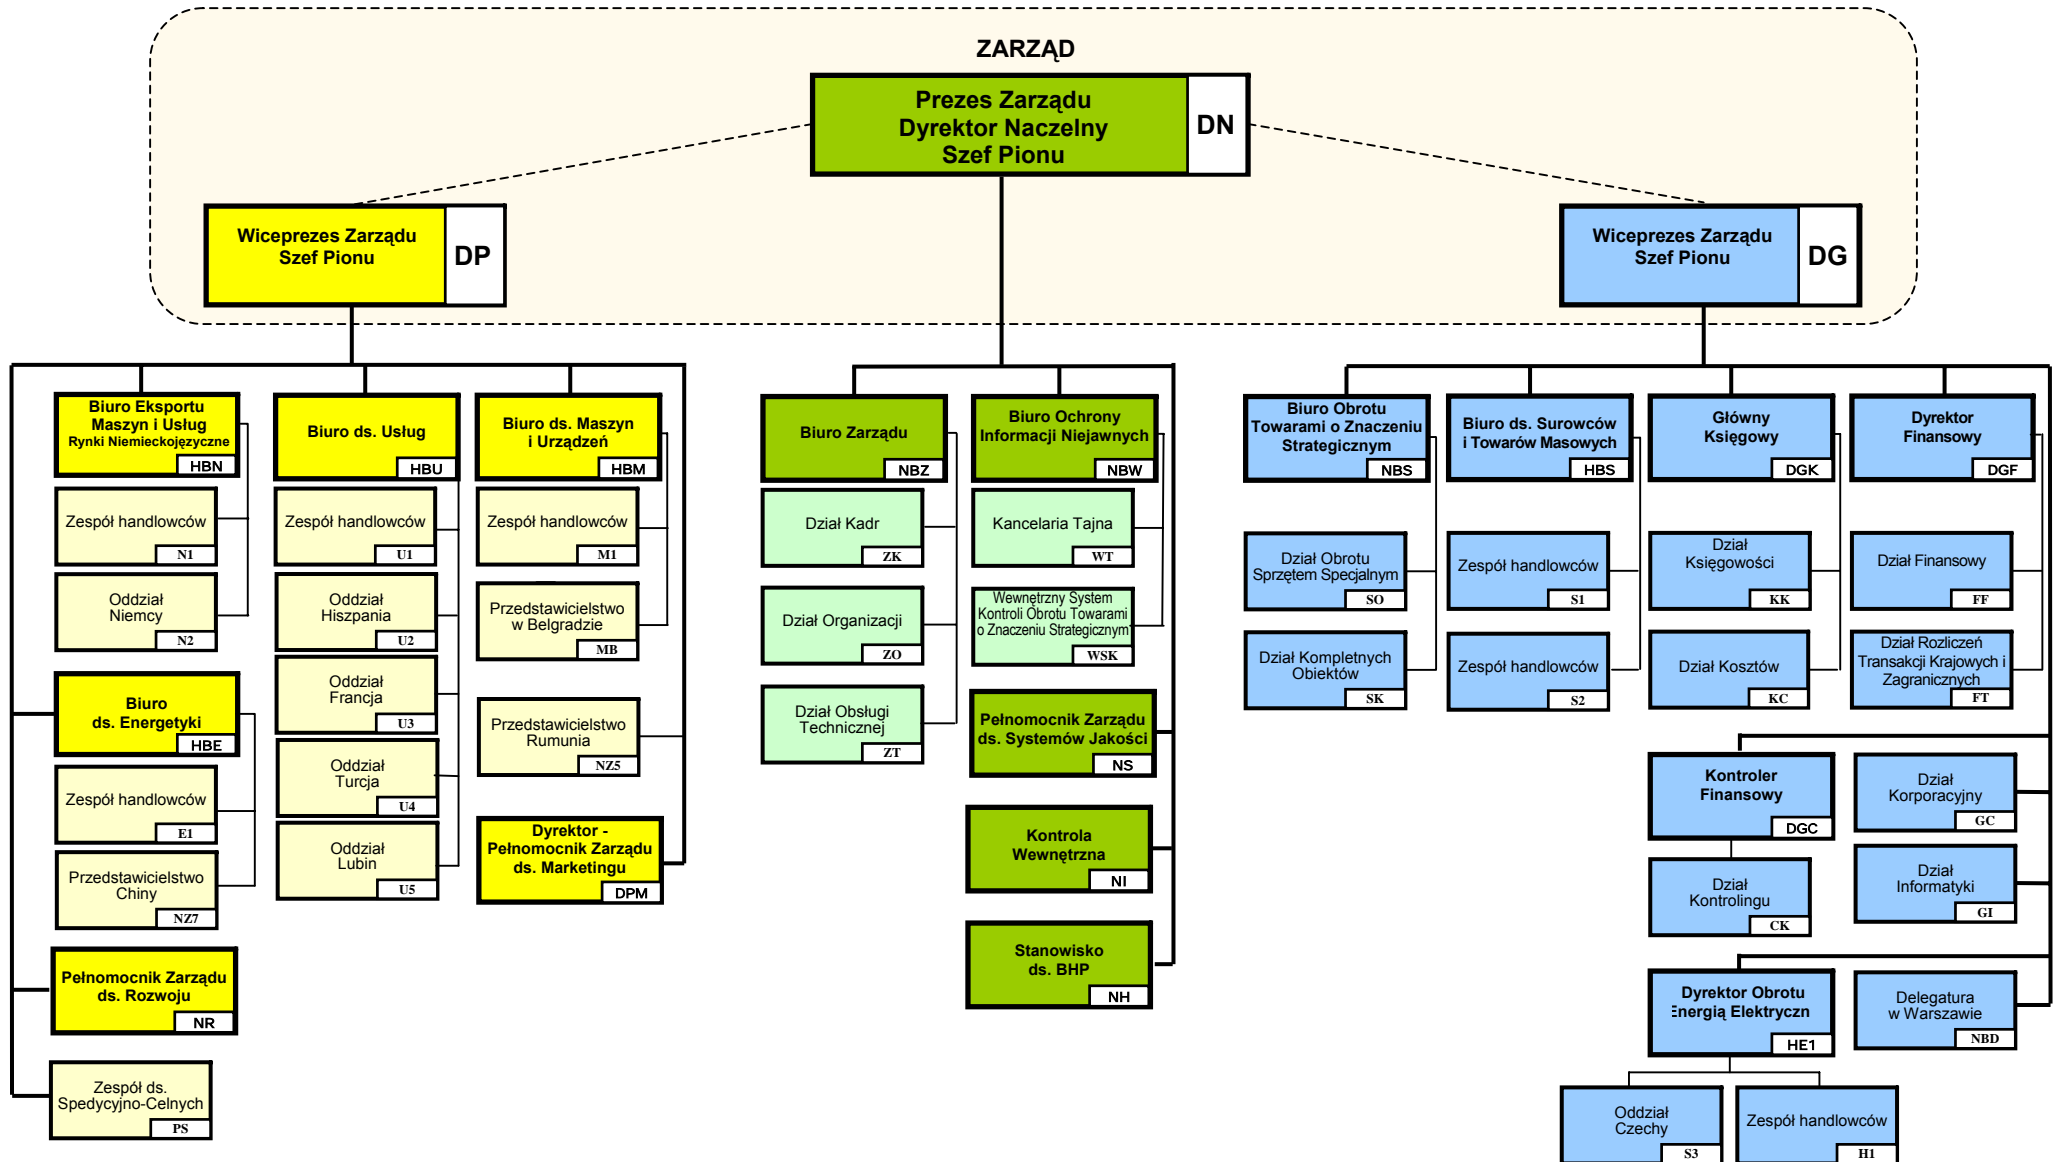 ZARZĄD
Prezes Zarządu
Dyrektor Naczelny
Szef Pionu
DN
Wiceprezes Zarządu
Szef Pionu
DP
Wiceprezes Zarządu
Szef Pionu
DG
Biuro Eksportu
Maszyn i Usług
Rynki Niemieckojęzyczne
HBN
Zespół handlowców
N1
Oddział
Niemcy
N2
Biuro
ds. Energetyki
HBE
Zespół handlowców
E1
Przedstawicielstwo
Chiny
NZ7
Pełnomocnik Zarządu
ds. Rozwoju
NR
Zespół ds.
Spedycyjno-Celnych
PS
Biuro ds. Usług
HBU
Zespół handlowców
U1
Oddział
Hiszpania
U2
Oddział
Francja
U3
Oddział
Turcja
U4
Oddział
Lubin
U5
Biuro ds. Maszyn
i Urządzeń
HBM
Zespół handlowców
M1
Przedstawicielstwo
w Belgradzie
MB
Przedstawicielstwo
Rumunia
NZ5
Dyrektor -
Pełnomocnik Zarządu
ds. Marketingu
DPM
Biuro Zarządu
NBZ
Dział Kadr
ZK
Dział Organizacji
ZO
Dział Obsługi
Technicznej
ZT
Biuro Ochrony
Informacji Niejawnych
NBW
Kancelaria Tajna
WT
Wewnętrzny System
Kontroli Obrotu Towarami
o Znaczeniu Strategicznym
WSK
Pełnomocnik Zarządu
ds. Systemów Jakości
NS
Kontrola
Wewnętrzna
NI
Stanowisko
ds. BHP
NH
Biuro Obrotu
Towarami o Znaczeniu
Strategicznym
NBS
Dział Obrotu
Sprzętem Specjalnym
SO
Dział Kompletnych
Obiektów
SK
Biuro ds. Surowców
i Towarów Masowych
HBS
Zespół handlowców
S1
Zespół handlowców
S2
Główny
Księgowy
DGK
Dział
Księgowości
KK
Dział Kosztów
KC
Dyrektor
Finansowy
DGF
Dział Finansowy
FF
Dział Rozliczeń
Transakcji Krajowych i
Zagranicznych
FT
Kontroler
Finansowy
DGC
Dział
Kontrolingu
CK
Dział
Korporacyjny
GC
Dział
Informatyki
GI
Dyrektor Obrotu
Energią Elektryczn
HE1
Delegatura
w Warszawie
NBD
Oddział
Czechy
S3
Zespół handlowców
H1